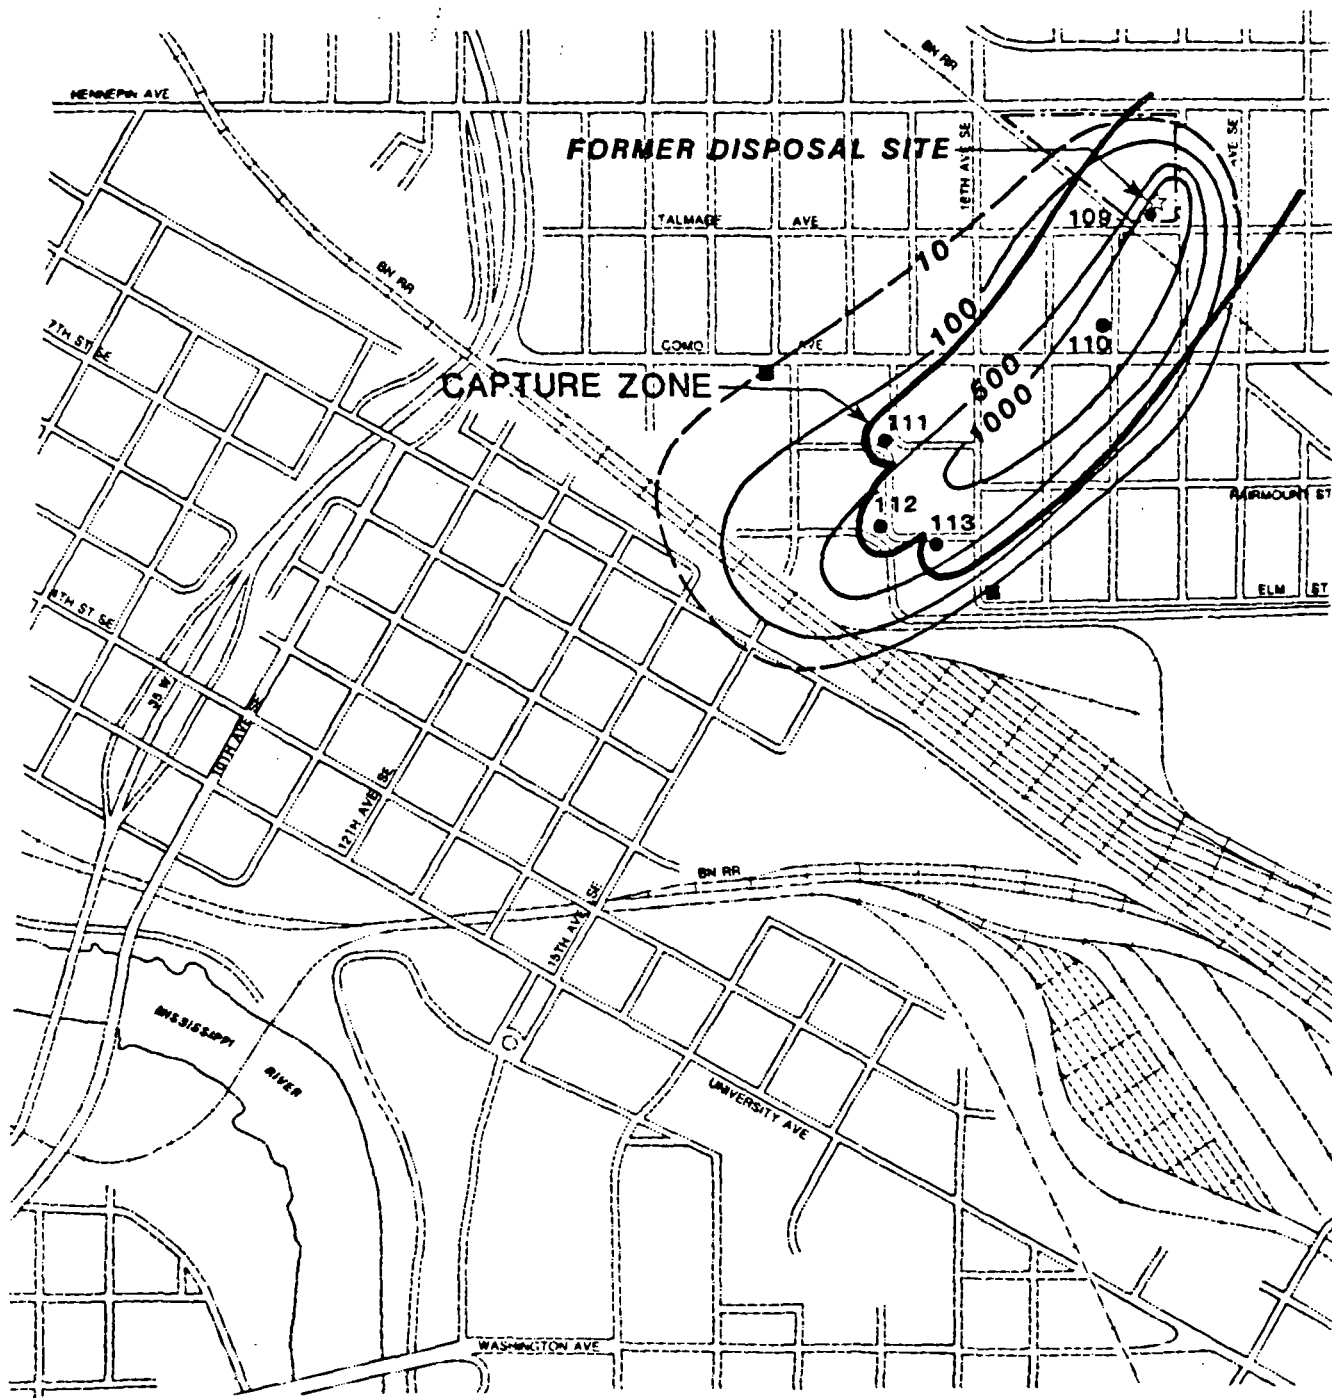 BN RR
HENNEPIN AVE
FORMER DISPOSAL SITE
18TH AVE SE
AVE SE
109
TALMAGE AVE
10
BN RR
100
7TH ST SE
COMO AVE
110
500
CAPTURE ZONE
1000
111
FAIRMOUNT ST
112
113
8TH ST SE
ELM ST
35 W
10TH AVE SE
12TH AVE SE
BN RR
15TH AVE SE
MISSISSIPPI
RIVER
UNIVERSITY AVE
WASHINGTON AVE